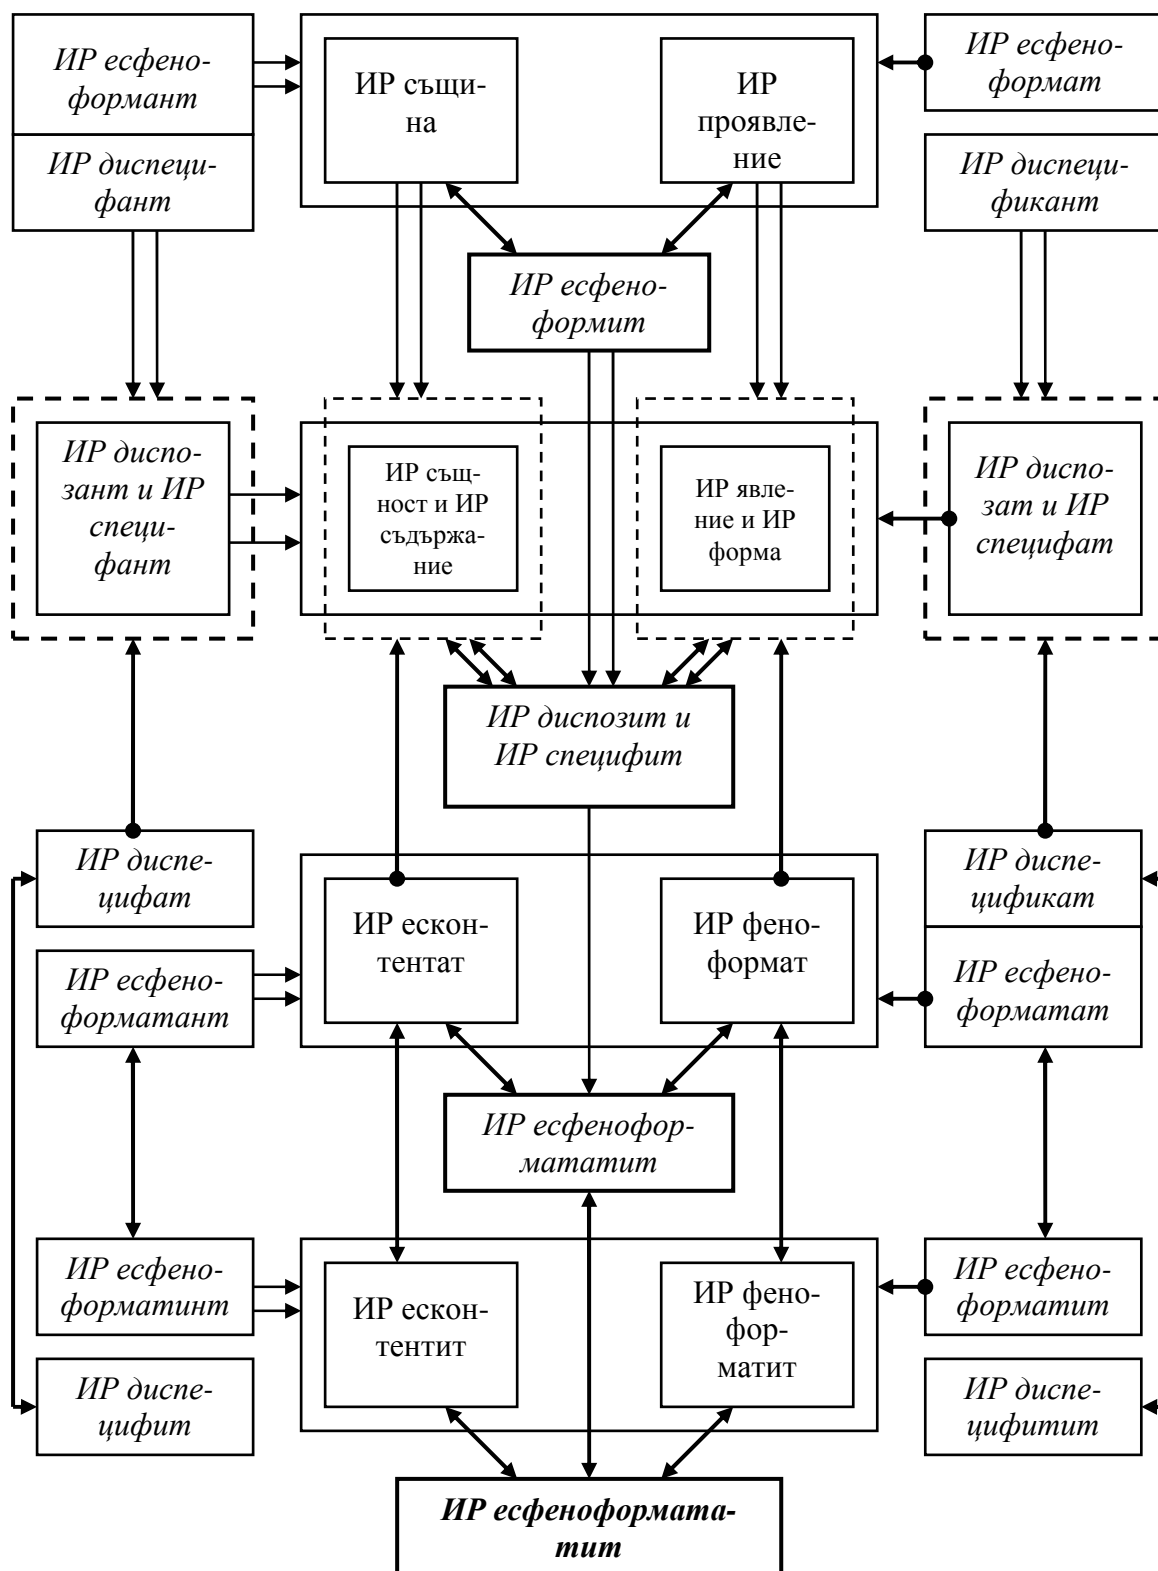 ИР есфено-
формант
ИР същи-
на
ИР
проявле-
ние
ИР есфено-
формат
ИР диспеци-
фант
ИР диспеци-
фикант
ИР есфено-
формит
ИР диспо-
зант и ИР
специ-
фант
ИР същ-
ност и ИР
съдържа-
ние
ИР явле-
ние и ИР
форма
ИР диспо-
зат и ИР
специфат
ИР диспозит и
ИР специфит
ИР диспе-
цифат
ИР ескон-
тентат
ИР фено-
формат
ИР диспе-
цификат
ИР есфено-
форматант
ИР есфено-
форматат
ИР есфенофор-
мататит
ИР есфено-
форматинт
ИР ескон-
тентит
ИР фено-
фор-
матит
ИР есфено-
форматит
ИР диспе-
цифит
ИР диспе-
цифитит
ИР есфенофформата-
тит